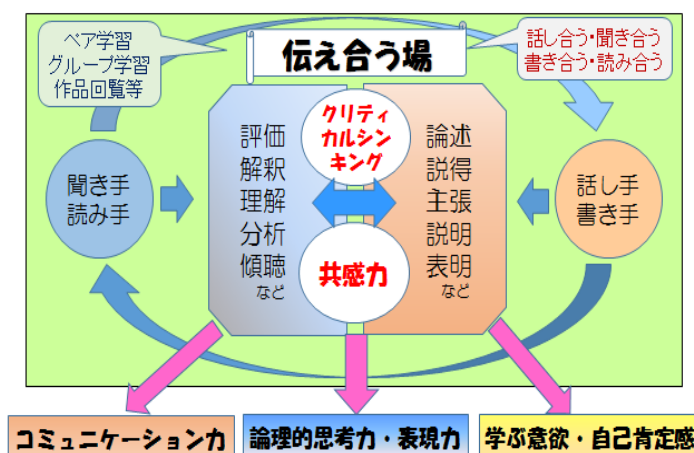 ペア学習
グループ学習
作品回覧等
伝え合う場
話し合う・聞き合う
書き合う・読み合う
クリティ
カルシン
キング
評価
解釈
理解
分析
傾聴
など
論述
説得
主張
説明
表明
など
聞き手
読み手
話し手
書き手
共感力
コミュニケーション力
論理的思考力・表現力
学ぶ意欲・自己肯定感